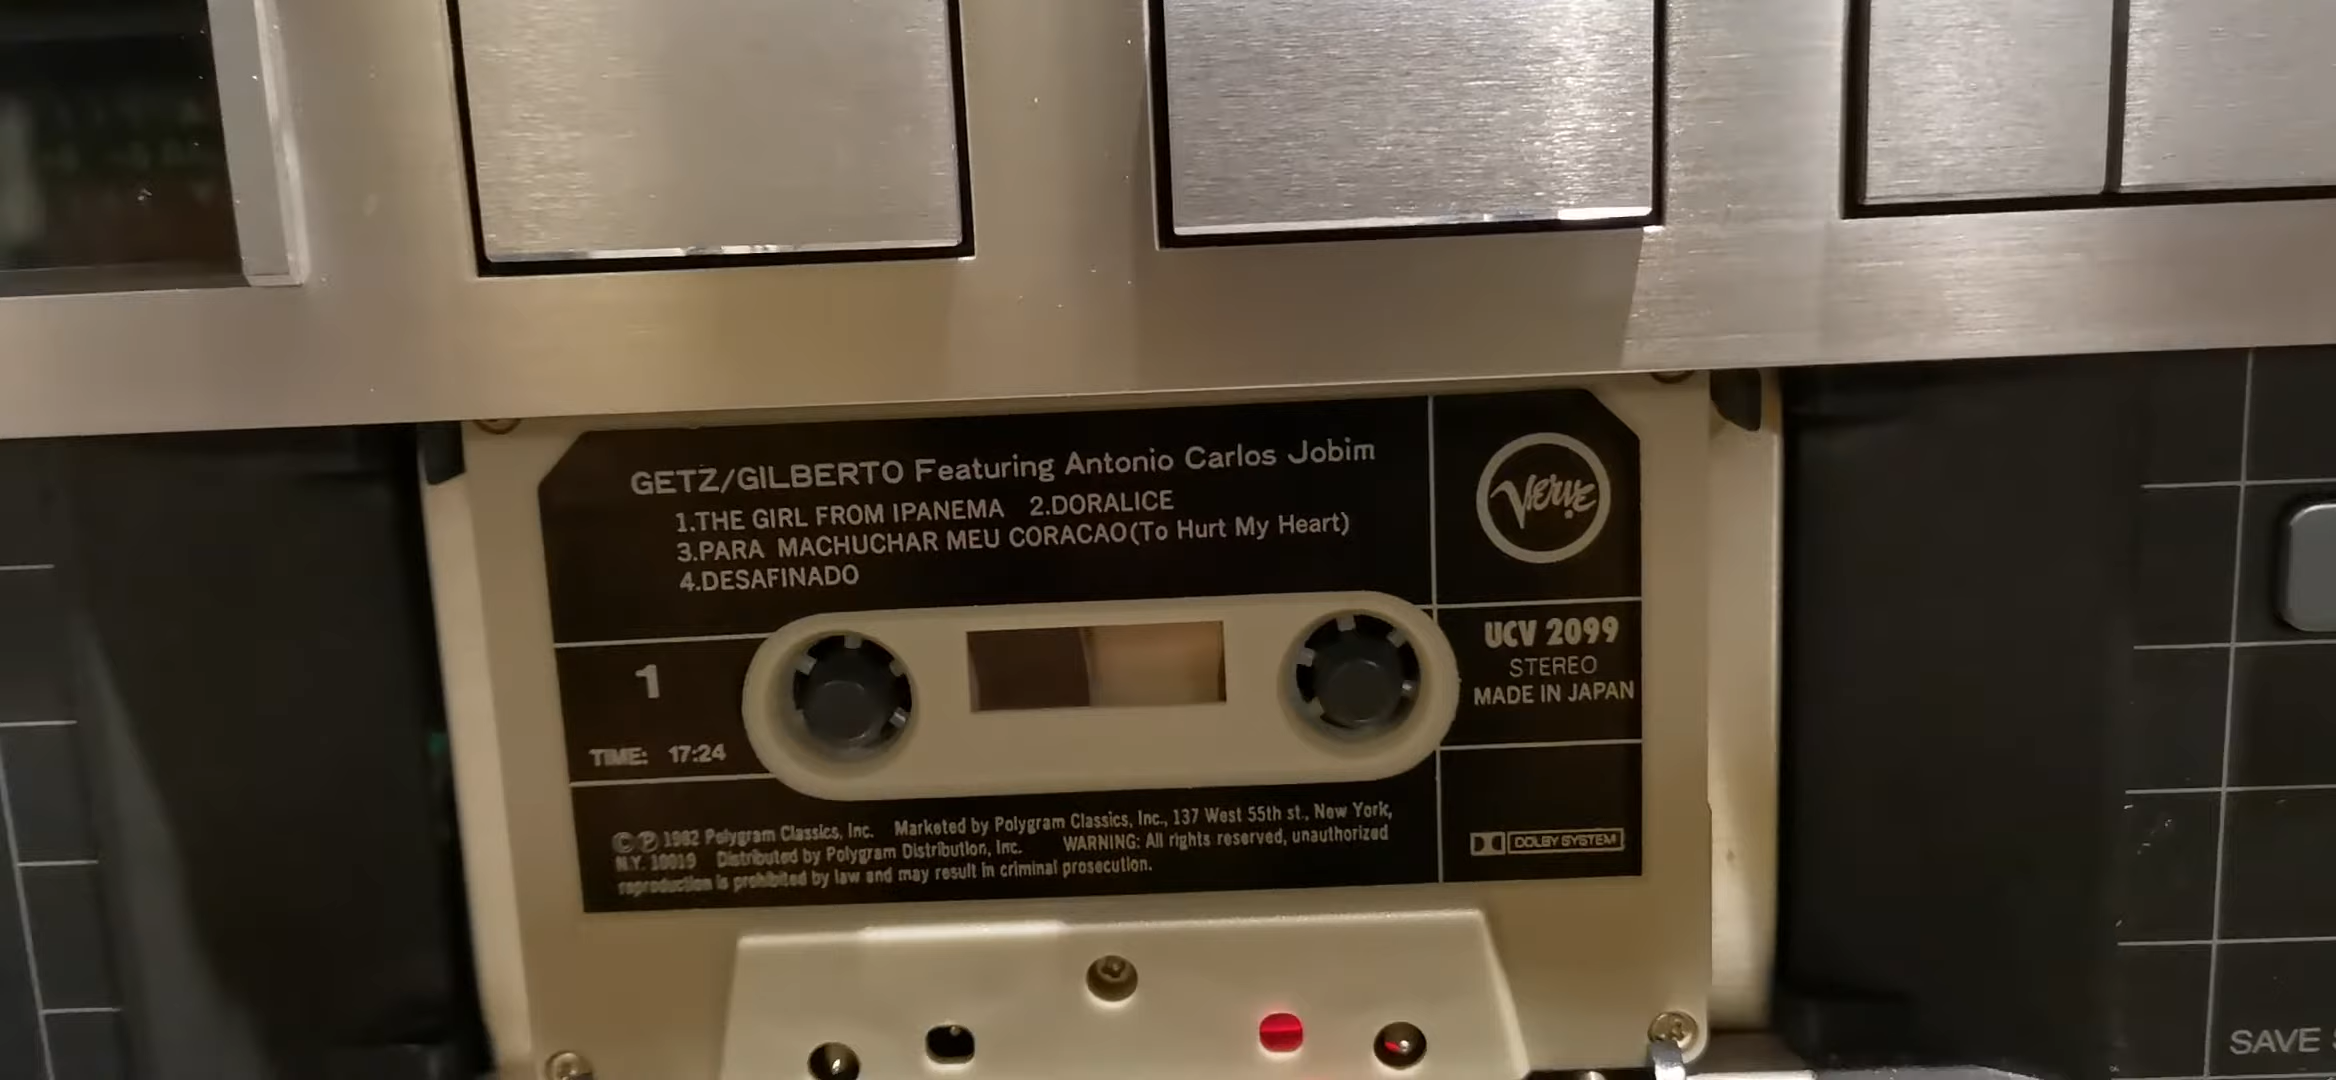 GETZ/GILBERTO Featuring Antonio Carlos Jobim
1.THE GIRL FROM IPANEMA 2.DORALICE
3.PARA MACHUCHAR MEU CORACAO(To Hurt My Heart)
4.DESAFINADO
Verve
UCV 2099
STEREO
MADE IN JAPAN
1
TIME: 17:24
©℗ 1982 Polygram Classics, Inc. Marketed by Polygram Classics, Inc., 137 West 55th st., New York,
N.Y. 10019 Distributed by Polygram Distribution, Inc. WARNING: All rights reserved, unauthorized
reproduction is prohibited by law and may result in criminal prosecution.
DOLBY SYSTEM
SAVE